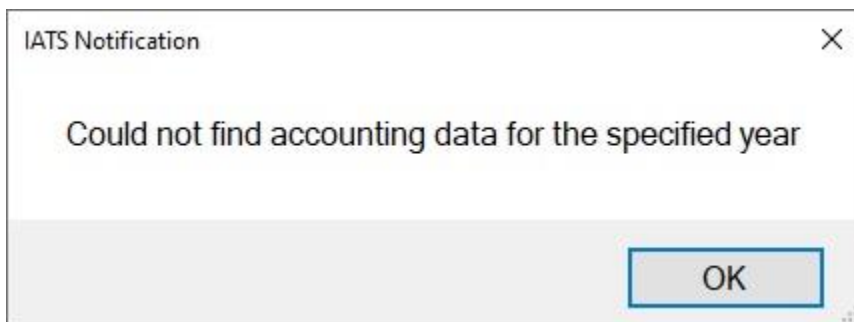 IATS Notification
Could not find accounting data for the specified year
OK